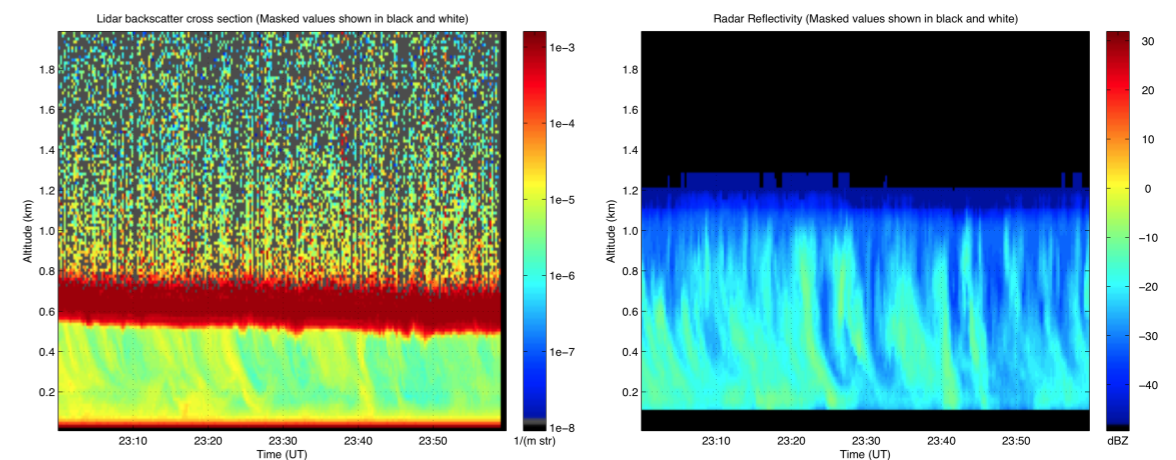 Lidar backscatter cross section (Masked values shown in black and white)
1.8
1.6
1.4
1.2
1.0
0.8
0.6
0.4
0.2
Altitude (km)
23:10 23:20 23:30 23:40 23:50
Time (UT)
1e−3
1e−4
1e−5
1e−6
1e−7
1e−8
1/(m str)
Radar Reflectivity (Masked values shown in black and white)
1.8
1.6
1.4
1.2
1.0
0.8
0.6
0.4
0.2
Altitude (km)
23:10 23:20 23:30 23:40 23:50
Time (UT)
30
20
10
0
−10
−20
−30
−40
dBZ